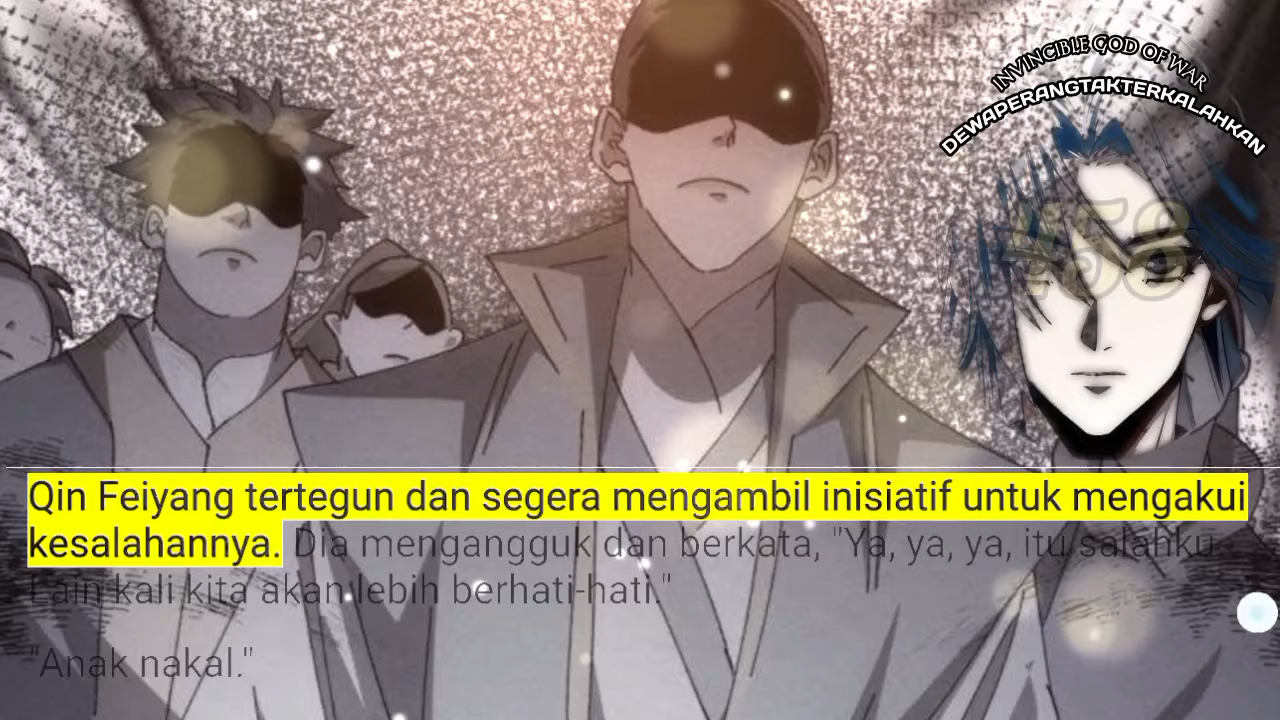 INVINCIBLE GOD OF WAR
DEWAPERANGTAKTERKALAHKAN
#58
Qin Feiyang tertegun dan segera mengambil inisiatif untuk mengakui
kesalahannya. Dia mengangguk dan berkata, "Ya, ya, ya, itu salahku.
Lain kali kita akan lebih berhati-hati."
"Anak nakal."